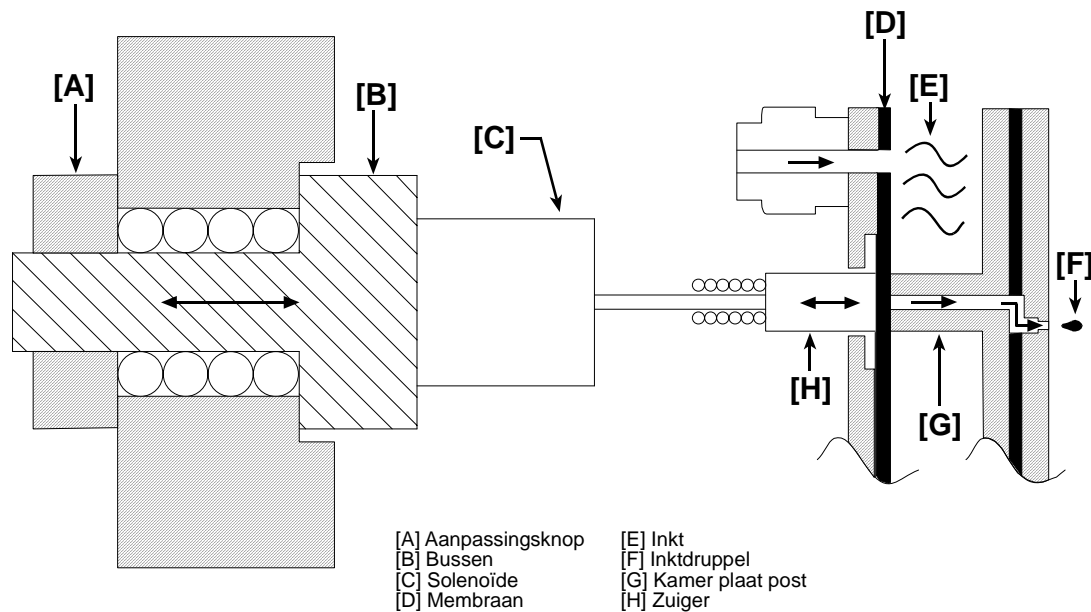 [D]
[A]
[B]
[E]
[C]
[F]
[H]
[G]
[A] Aanpassingsknop
[B] Bussen
[C] Solenoïde
[D] Membraan
[E] Inkt
[F] Inktdruppel
[G] Kamer plaat post
[H] Zuiger